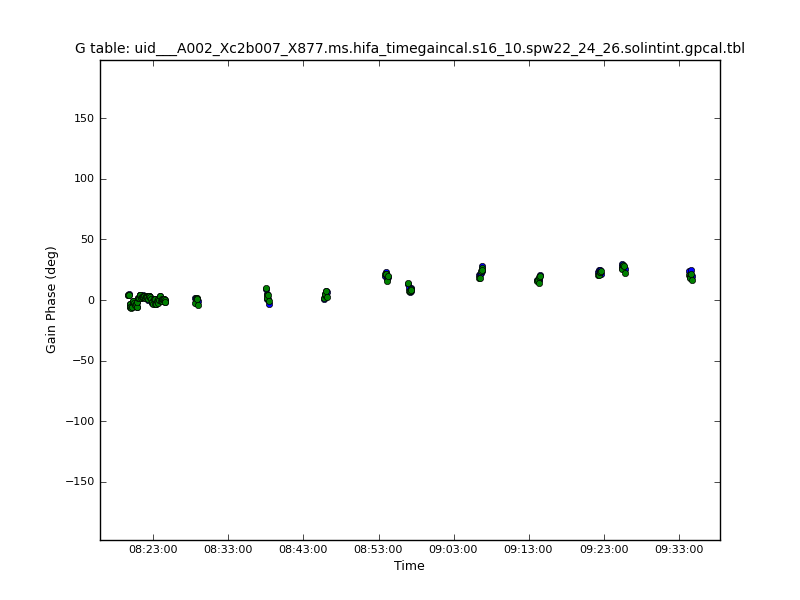 G table: uid___A002_Xc2b007_X877.ms.hifa_timegaincal.s16_10.spw22_24_26.solintint.gpcal.tbl
150
100
50
0
−50
−100
−150
Gain Phase (deg)
08:23:00 08:33:00 08:43:00 08:53:00 09:03:00 09:13:00 09:23:00 09:33:00
Time